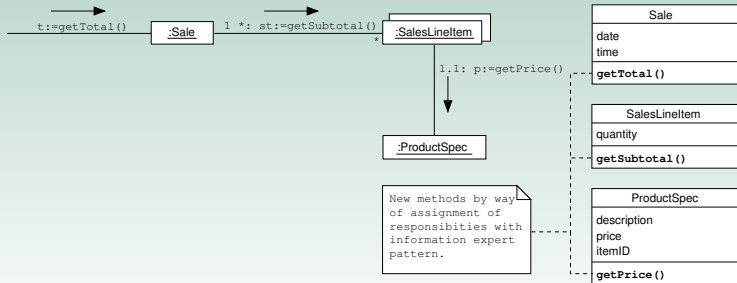 t:=getTotal()
:Sale
1 *: st:=getSubtotal()
*
:SalesLineItem
1.1: p:=getPrice()
:ProductSpec
New methods by way
of assignment of
responsibities with
information expert
pattern.
Sale
date
time
getTotal()
SalesLineItem
quantity
getSubtotal()
ProductSpec
description
price
itemID
getPrice()